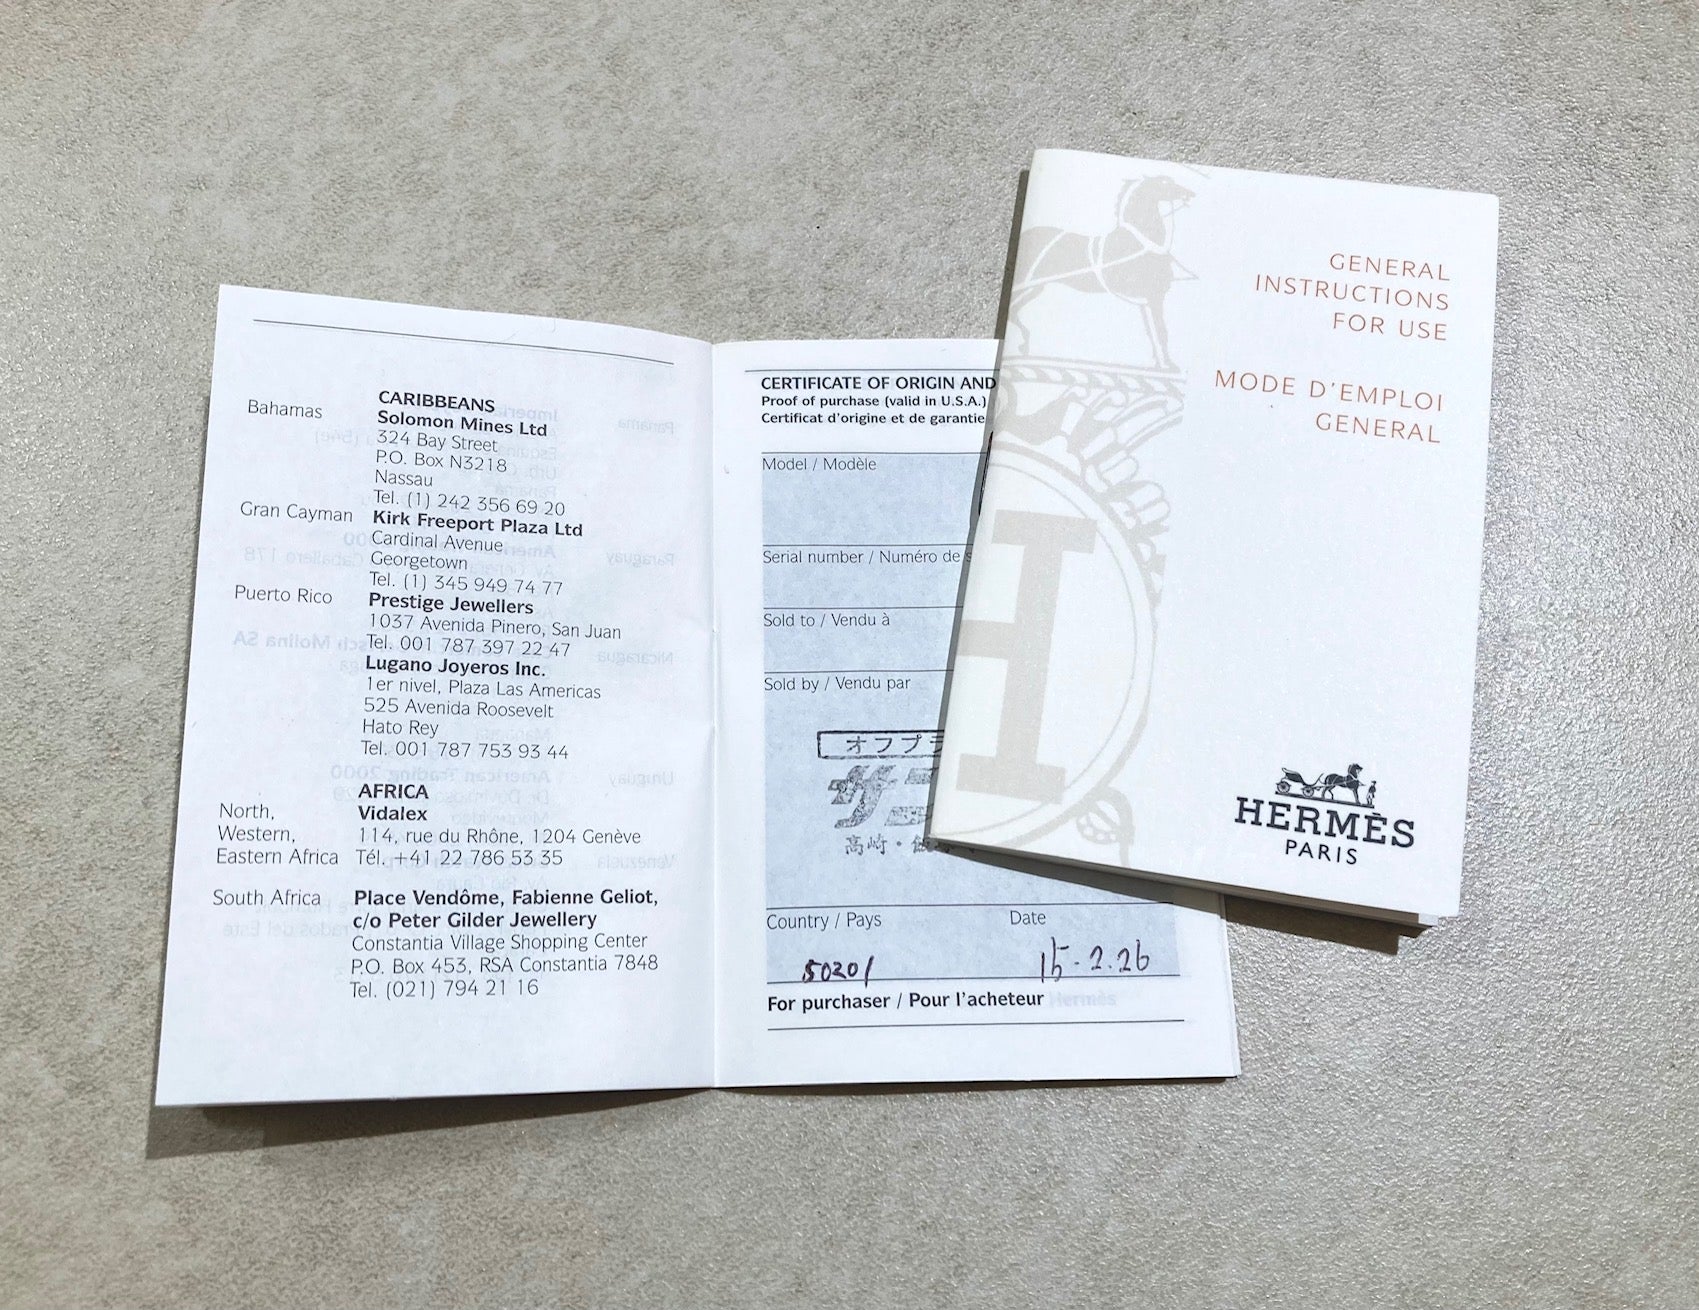 Bahamas
CARIBBEANS
Solomon Mines Ltd
324 Bay Street
P.O. Box N3218
Nassau
Tel. (1) 242 356 69 20
Gran Cayman
Kirk Freeport Plaza Ltd
Cardinal Avenue
Georgetown
Tel. (1) 345 949 74 77
Puerto Rico
Prestige Jewellers
1037 Avenida Pinero, San Juan
Tel. 001 787 397 22 47
Lugano Joyeros Inc.
1er nivel, Plaza Las Americas
525 Avenida Roosevelt
Hato Rey
Tel. 001 787 753 93 44
AFRICA
North,
Western,
Eastern Africa
Vidalex
114, rue du Rhône, 1204 Genève
Tél. +41 22 786 53 35
South Africa
Place Vendôme, Fabienne Geliot,
c/o Peter Gilder Jewellery
Constantia Village Shopping Center
P.O. Box 453, RSA Constantia 7848
Tel. (021) 794 21 16
CERTIFICATE OF ORIGIN AND
Proof of purchase (valid in U.S.A.)
Certificat d'origine et de garantie
Model / Modèle
Serial number / Numéro de
Sold to / Vendu à
Sold by / Vendu par
オフプラ
高崎・
Country / Pays
Date
50201
15.2.26
For purchaser / Pour l'acheteur
GENERAL
INSTRUCTIONS
FOR USE
MODE D'EMPLOI
GENERAL
H
HERMÈS
PARIS